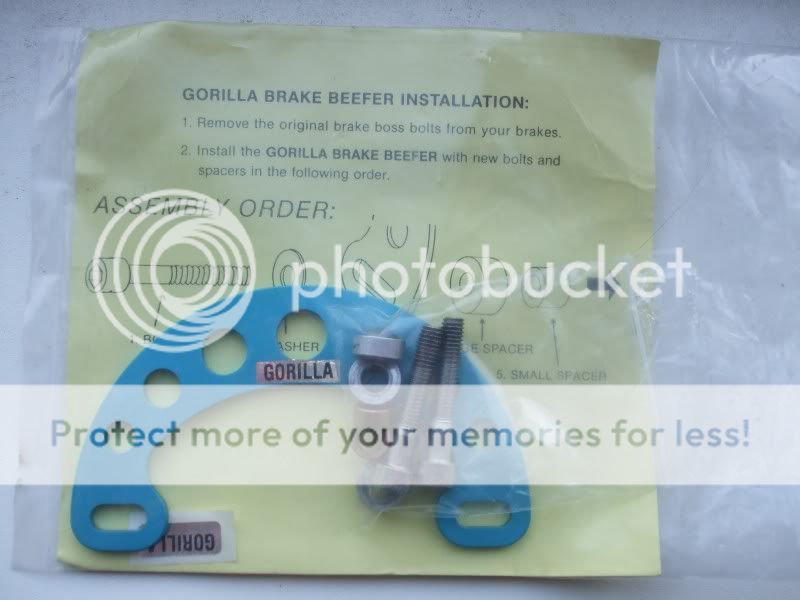 GORILLA BRAKE BEEFER INSTALLATION:
1. Remove the original brake boss bolts from your brakes.
2. Install the GORILLA BRAKE BEEFER with new bolts and
spacers in the following order.
ASSEMBLY ORDER:
photobucket
1. B
ASHER
GE SPACER
5. SMALL SPACER
GORILLA
Protect more of your memories for less!
GORILLA